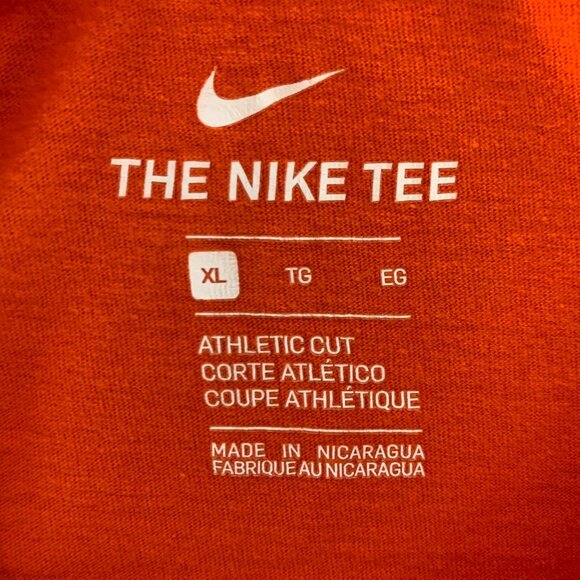 THE NIKE TEE
XL TG EG
ATHLETIC CUT
CORTE ATLÉTICO
COUPE ATHLÉTIQUE
MADE IN NICARAGUA
FABRIQUE AU NICARAGUA